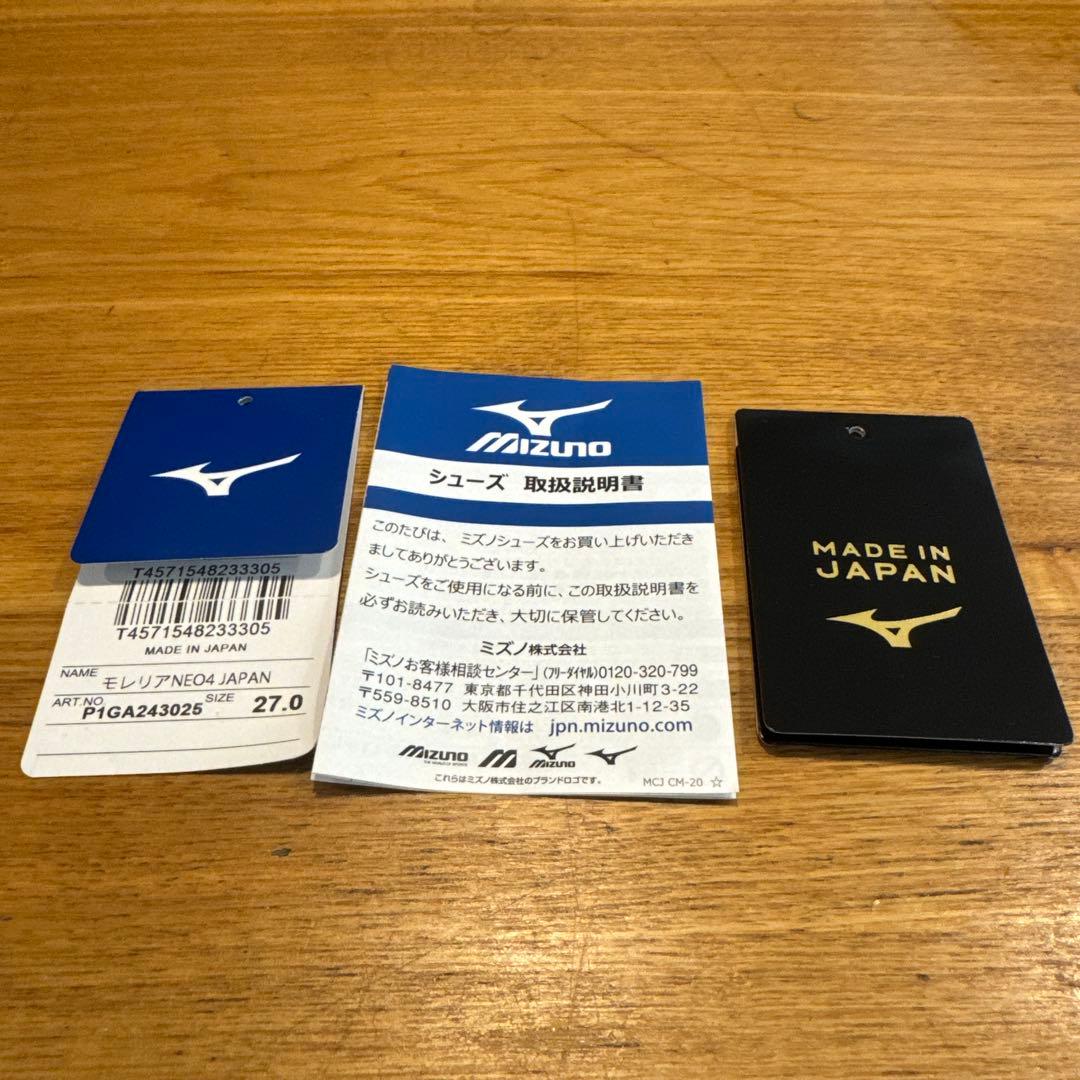 T4571548233305
T4571548233305
MADE IN JAPAN
NAME モレリアNEO4 JAPAN
ART.NO P1GA243025 SIZE 27.0
MIZUNO
シューズ 取扱説明書
このたびは、ミズノシューズをお買い上げいただき
ましてありがとうございます。
シューズをご使用になる前に、この取扱説明書を
必ずお読みいただき、大切に保管してください。
ミズノ株式会社
「ミズノお客様相談センター」(フリーダイヤル)0120-320-799
〒101-8477 東京都千代田区神田小川町3-22
〒559-8510 大阪市住之江区南港北1-12-35
ミズノインターネット情報は jpn.mizuno.com
MIZUNO
THE WORLD OF SPORTS
MIZUNO
これらはミズノ株式会社のブランドロゴです。
MCJ CM-20 ☆
MADE IN
JAPAN